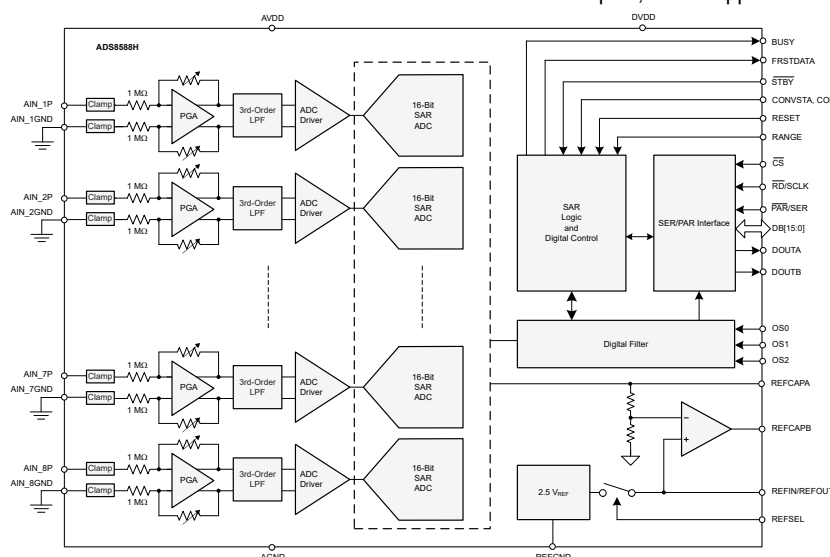 AVDD
DVDD
ADS8588H
BUSY
FRSTDATA
STBY
CONVSTA,
RESET
RANGE
CS
RD/SCLK
PAR/SER
DB[15:0]
DOUTA
DOUTB
OS0
OS1
OS2
REFCAPA
REFCAPB
REFIN/REFOUT
REFSEL
AIN_1P
AIN_1GND
Clamp
Clamp
1 MΩ
1 MΩ
PGA
3rd-Order
LPF
ADC
Driver
16-Bit
SAR
ADC
AIN_2P
AIN_2GND
Clamp
Clamp
1 MΩ
1 MΩ
PGA
3rd-Order
LPF
ADC
Driver
16-Bit
SAR
ADC
AIN_7P
AIN_7GND
Clamp
Clamp
1 MΩ
1 MΩ
PGA
3rd-Order
LPF
ADC
Driver
16-Bit
SAR
ADC
AIN_8P
AIN_8GND
Clamp
Clamp
1 MΩ
1 MΩ
PGA
3rd-Order
LPF
ADC
Driver
16-Bit
SAR
ADC
SAR
Logic
and
Digital Control
SER/PAR Interface
Digital Filter
2.5 VREF
AGND
REFGND